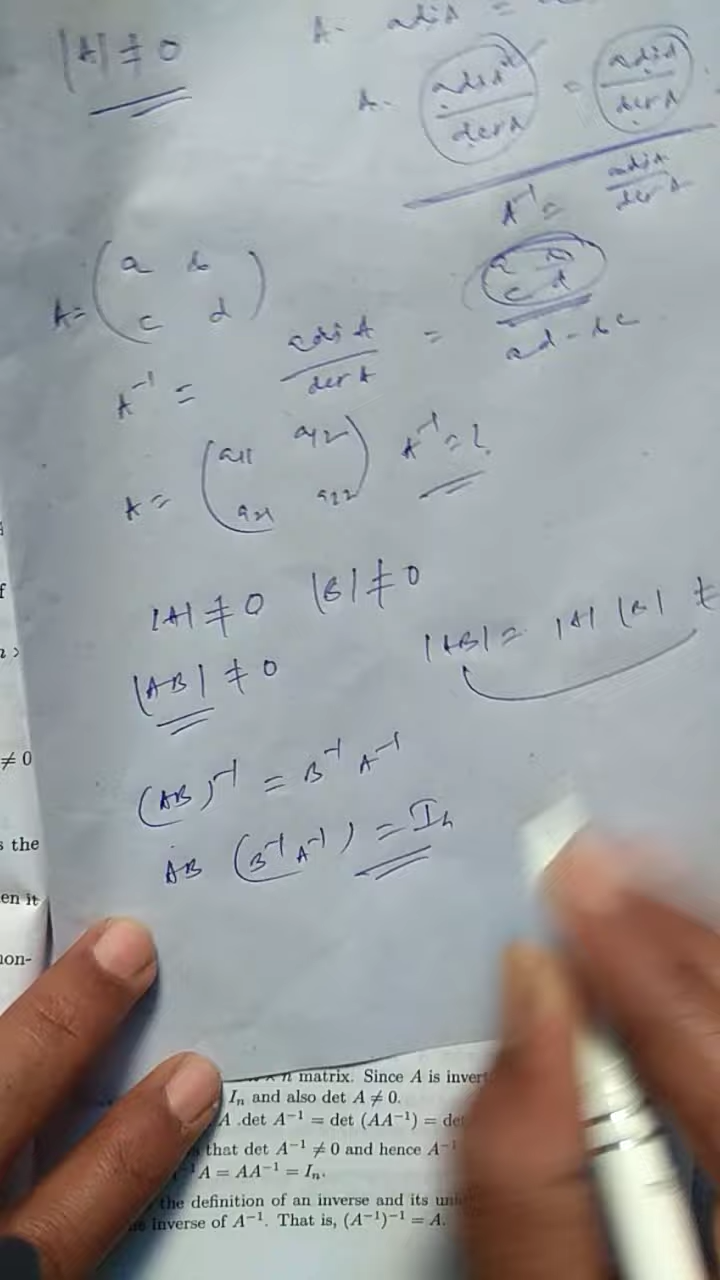 |A| ≠ 0
A. adj A =
A. adj A / det A = adj A / det A
A⁻¹ = adj A / det A
A = ( a b
c d )
A⁻¹ = adj A / det A = a b c d / ad - bc
A = ( a11 a12
a21 a22 ) A⁻¹ = ?
|A| ≠ 0 |B| ≠ 0
|AB| ≠ 0 |AB| = |A| |B| ≠
(AB)⁻¹ = B⁻¹ A⁻¹
AB (B⁻¹ A⁻¹) = In
≠ 0
the
en it
non-
n matrix. Since A is invert
In and also det A ≠ 0.
A .det A⁻¹ = det (AA⁻¹) = det
that det A⁻¹ ≠ 0 and hence A⁻¹
⁻¹A = AA⁻¹ = In.
the definition of an inverse and its uni
inverse of A⁻¹. That is, (A⁻¹)⁻¹ = A.